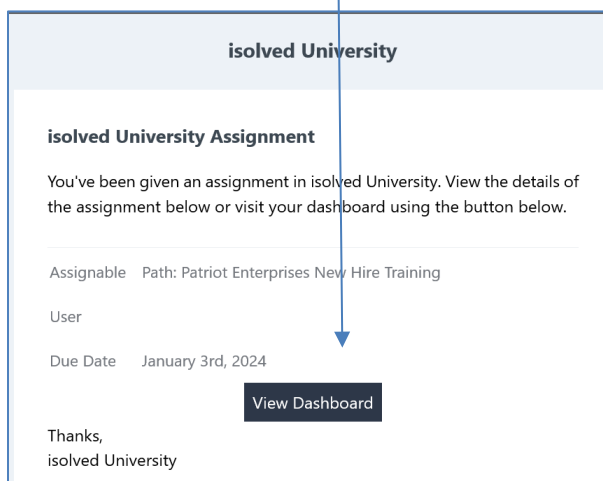 isolved University
isolved University Assignment
You've been given an assignment in isolved University. View the details of
the assignment below or visit your dashboard using the button below.
Assignable Path: Patriot Enterprises New Hire Training
User
Due Date January 3rd, 2024
View Dashboard
Thanks,
isolved University